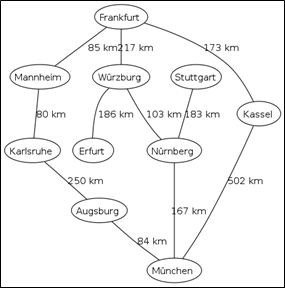 Frankfurt
85 km 217 km 173 km
Mannheim Würzburg Stuttgart
80 km 186 km 103 km 183 km Kassel
Karlsruhe Erfurt Nürnberg
250 km 502 km
Augsburg 167 km
84 km
München